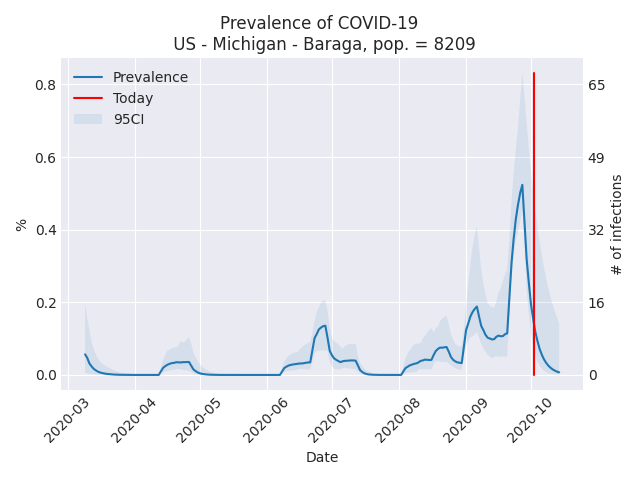 Prevalence of COVID-19
US - Michigan - Baraga, pop. = 8209
Prevalence
Today
95CI
%
0.8
0.6
0.4
0.2
0.0
65
49
32
16
0
# of infections
2020-03
2020-04
2020-05
2020-06
2020-07
2020-08
2020-09
2020-10
Date